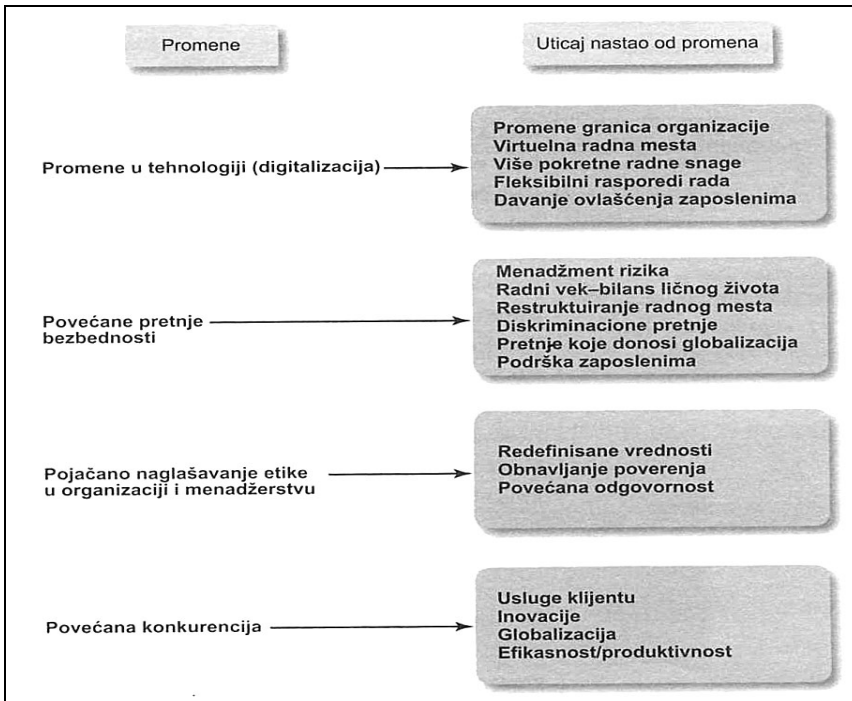 Promene
Uticaj nastao od promena
Promene u tehnologiji (digitalizacija)
Promene granica organizacije
Virtuelna radna mesta
Više pokretne radne snage
Fleksibilni rasporedi rada
Davanje ovlašćenja zaposlenima
Povećane pretnje
bezbednosti
Menadžment rizika
Radni vek–bilans ličnog života
Restruktuiranje radnog mesta
Diskriminacione pretnje
Pretnje koje donosi globalizacija
Podrška zaposlenima
Pojačano naglašavanje etike
u organizaciji i menadžerstvu
Redefinisane vrednosti
Obnavljanje poverenja
Povećana odgovornost
Povećana konkurencija
Usluge klijentu
Inovacije
Globalizacija
Efikasnost/produktivnost